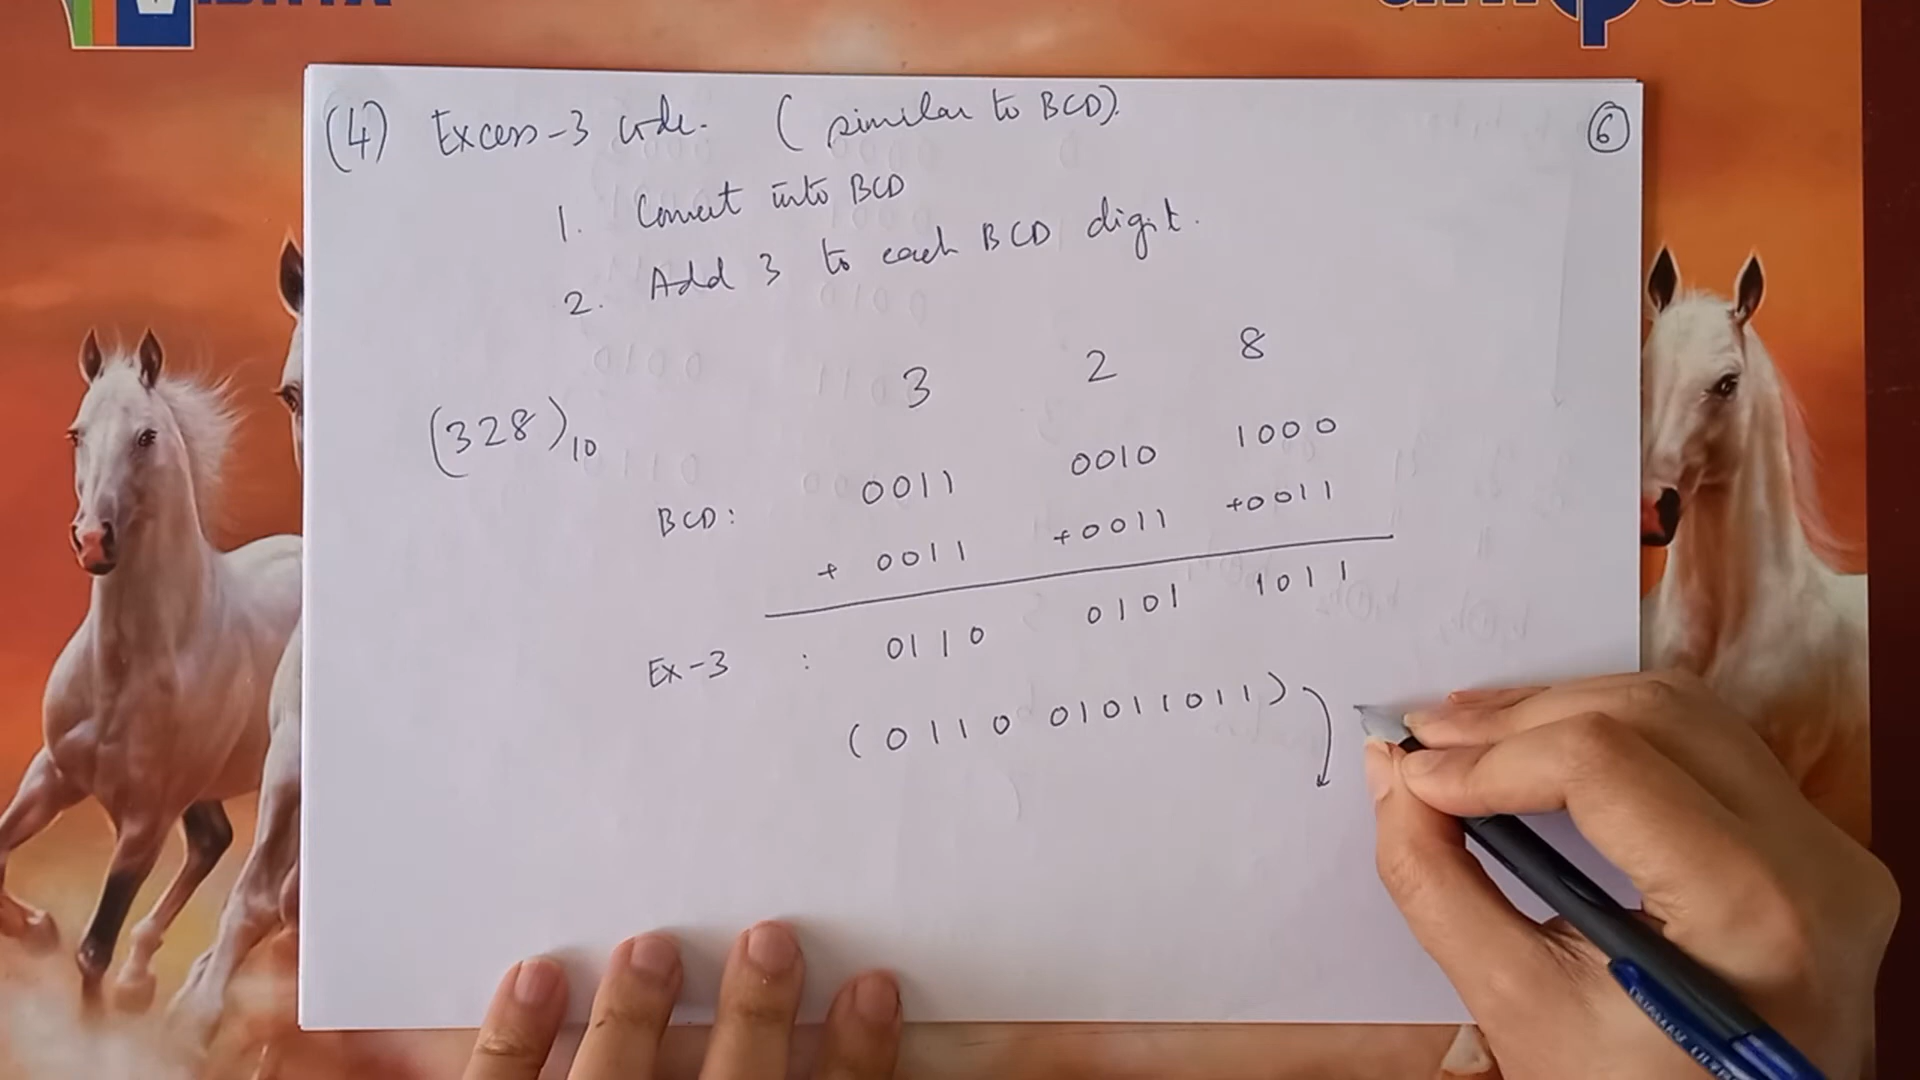 (4) Excess-3 code. (similar to BCD).
6
1. Convert into BCD
2. Add 3 to each BCD digit.
3 2 8
(328)10
BCD: 0011 0010 1000
+ 0011 +0011 +0011
Ex-3 : 0110 0101 1011
(0110 01011011)